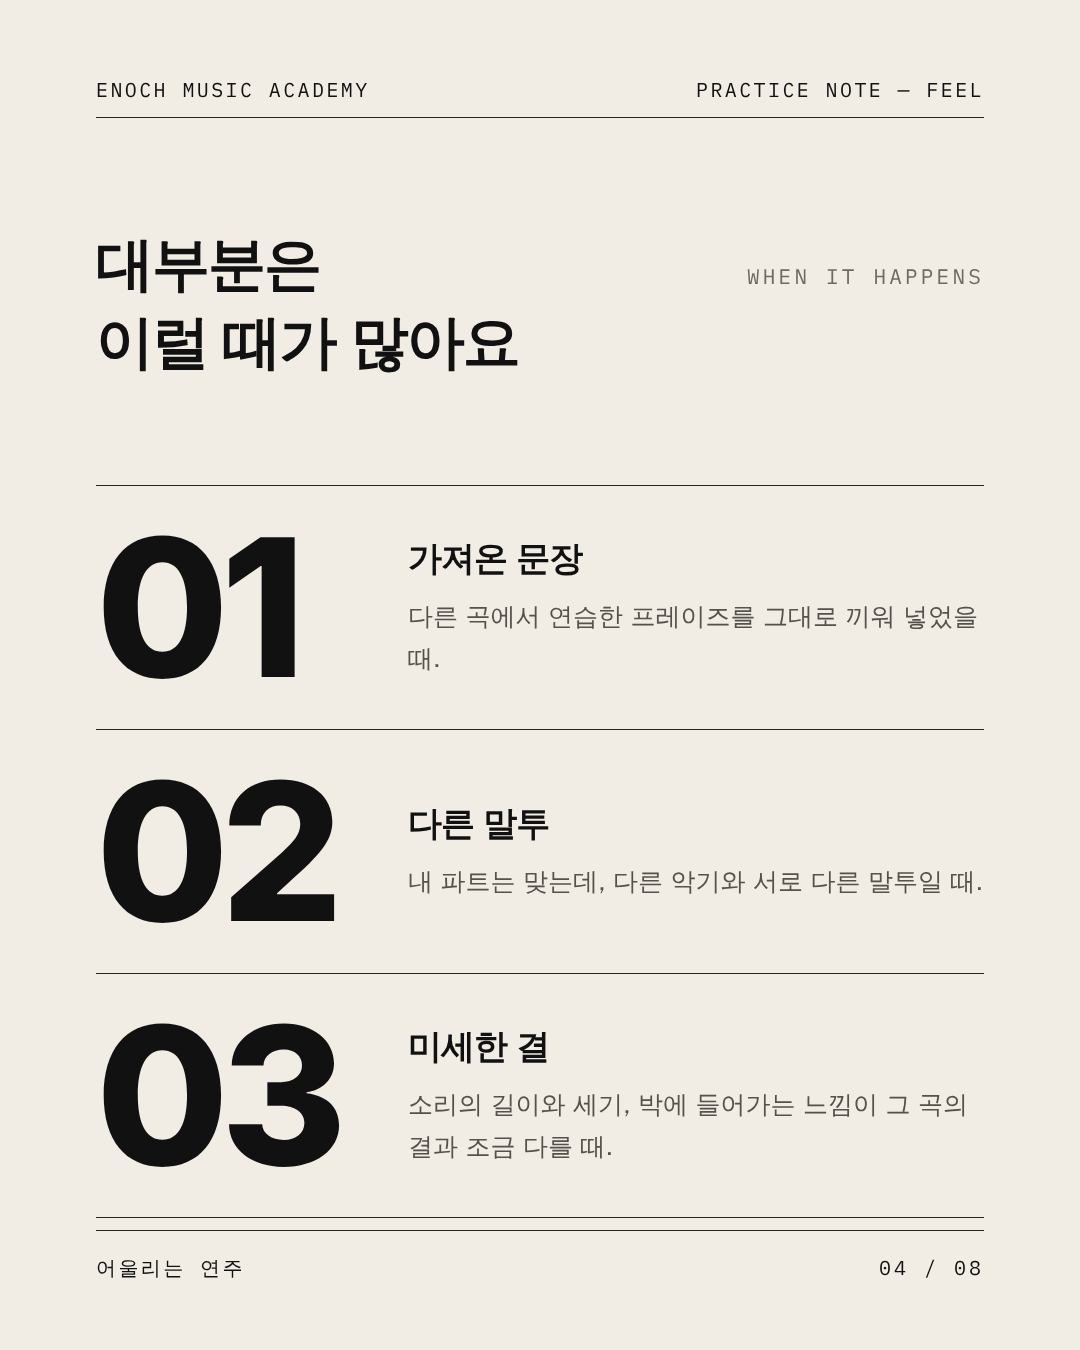 ENOCH MUSIC ACADEMY
PRACTICE NOTE — FEEL
대부분은
이럴 때가 많아요
WHEN IT HAPPENS
01
가져온 문장
다른 곡에서 연습한 프레이즈를 그대로 끼워 넣었을
때.
02
다른 말투
내 파트는 맞는데, 다른 악기와 서로 다른 말투일 때.
03
미세한 결
소리의 길이와 세기, 박에 들어가는 느낌이 그 곡의
결과 조금 다를 때.
어울리는 연주
04 / 08